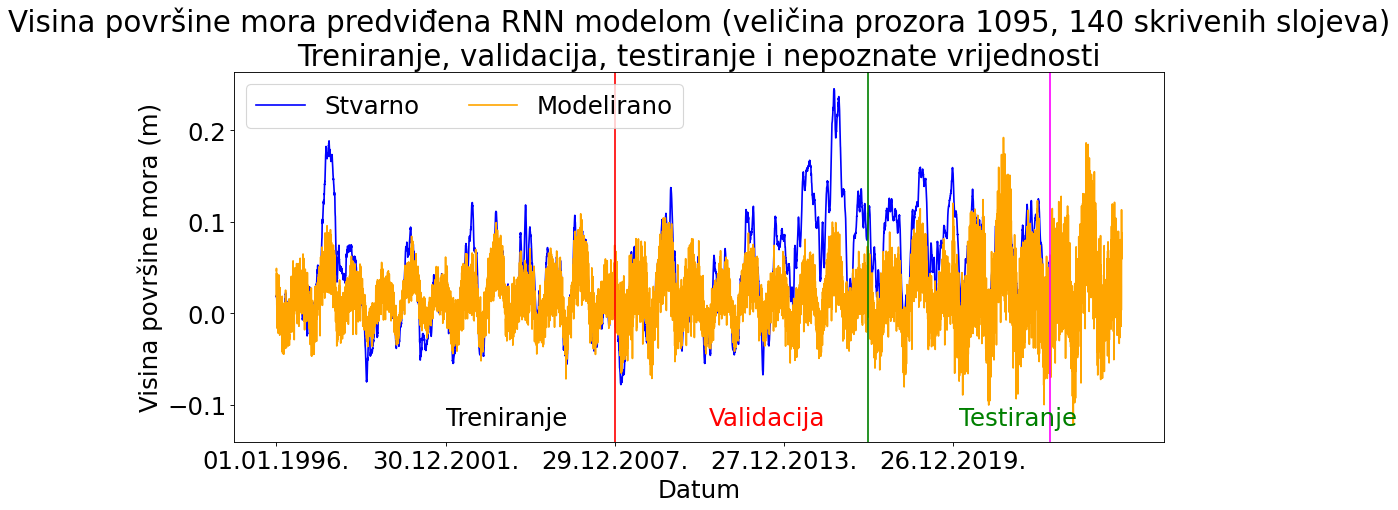 Visina površine mora predviđena RNN modelom (veličina prozora 1095, 140 skrivenih slojeva)
Treniranje, validacija, testiranje i nepoznate vrijednosti
Stvarno Modelirano
Visina površine mora (m)
0.2
0.1
0.0
−0.1
Treniranje Validacija Testiranje
01.01.1996. 30.12.2001. 29.12.2007. 27.12.2013. 26.12.2019.
Datum